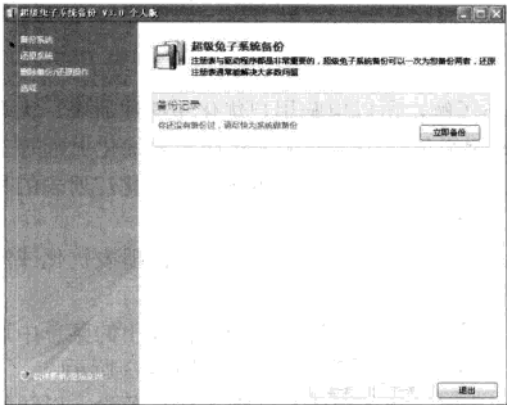 超级兔子系统备份 V3.0 个人版
备份系统
还原系统
删除备份/还原操作
选项
超级兔子系统备份
注册表与驱动程序都是非常重要的，超级兔子系统备份可以一次为您备份两者，还原
注册表通常能解决大多数问题
备份记录
你还没有备份过，请尽快为系统做备份
立即备份
退出